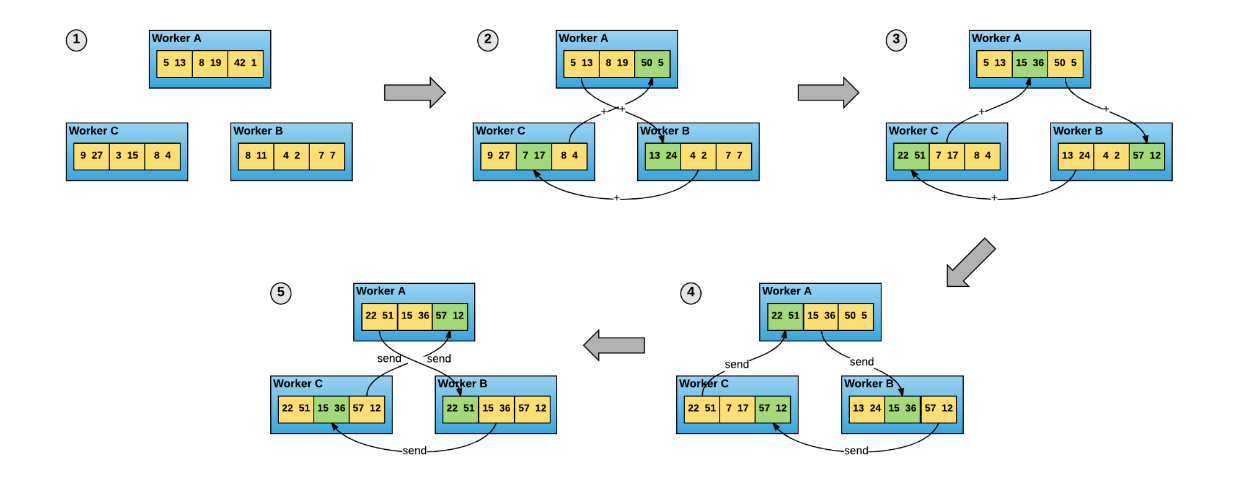 1
Worker A
5 13 8 19 42 1
Worker C
9 27 3 15 8 4
Worker B
8 11 4 2 7 7
2
Worker A
5 13 8 19 50 5
+ +
Worker C
9 27 7 17 8 4
Worker B
13 24 4 2 7 7
+
3
Worker A
5 13 15 36 50 5
+ +
Worker C
22 51 7 17 8 4
Worker B
13 24 4 2 57 12
+
4
Worker A
22 51 15 36 50 5
send send
Worker C
22 51 7 17 57 12
Worker B
13 24 15 36 57 12
send
5
Worker A
22 51 15 36 57 12
send send
Worker C
22 51 15 36 57 12
Worker B
22 51 15 36 57 12
send